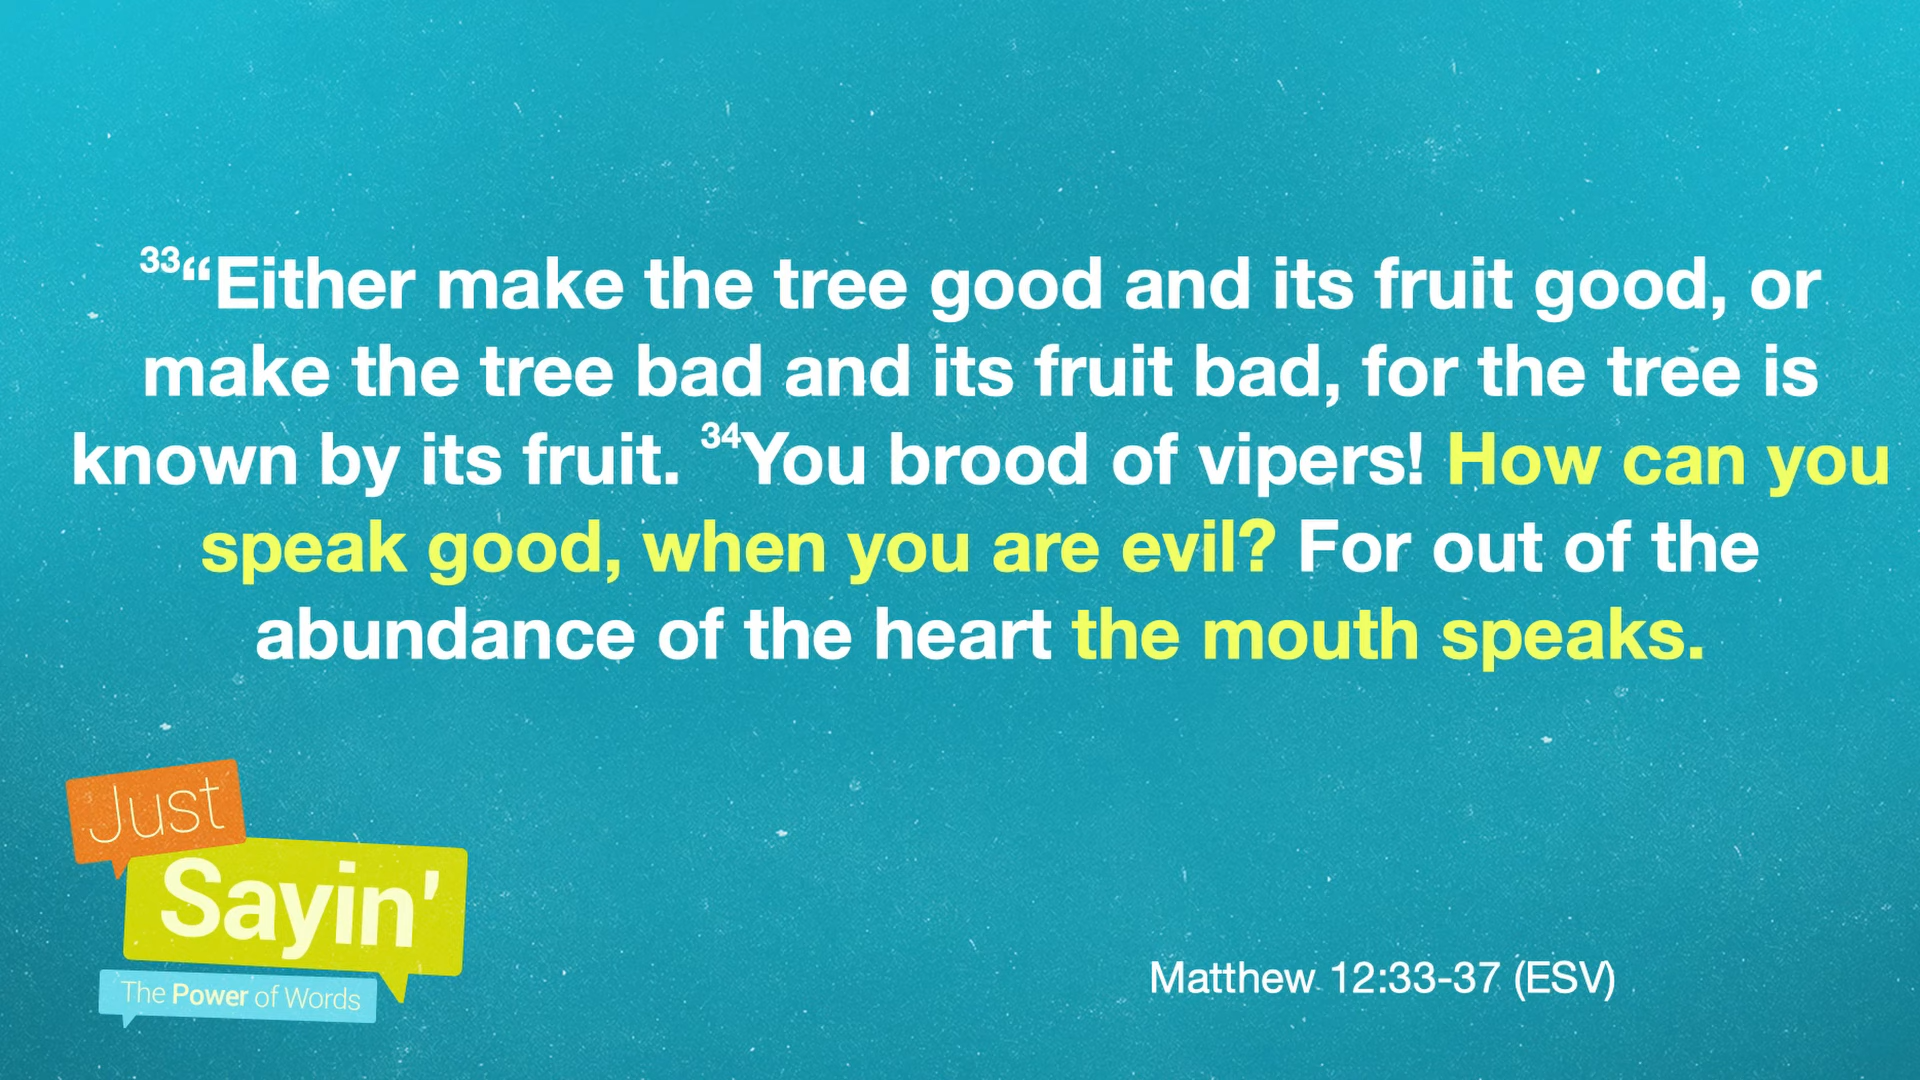 ³³“Either make the tree good and its fruit good, or
make the tree bad and its fruit bad, for the tree is
known by its fruit. ³⁴You brood of vipers! How can you
speak good, when you are evil? For out of the
abundance of the heart the mouth speaks.
Just
Sayin'
The Power of Words
Matthew 12:33-37 (ESV)